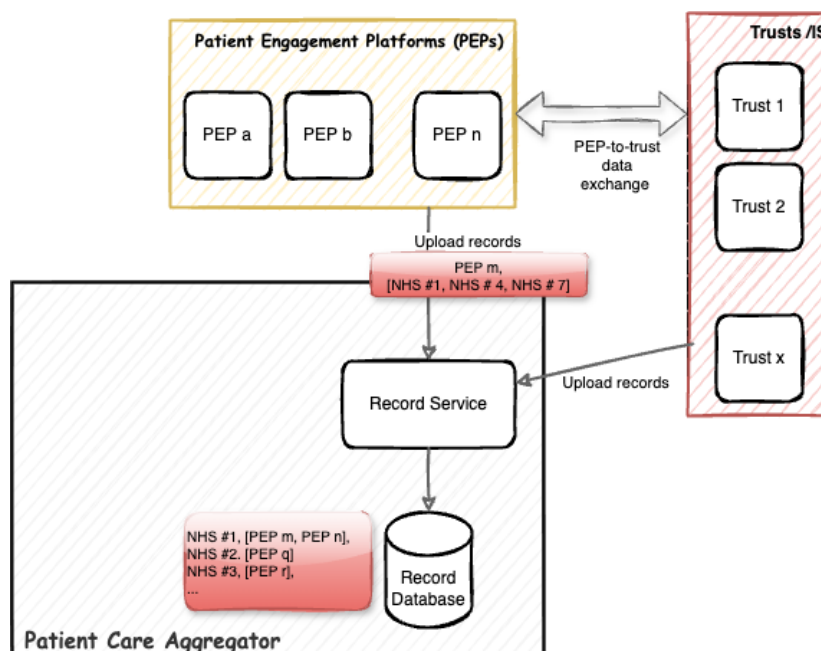 Patient Engagement Platforms (PEPs)
PEP a
PEP b
PEP n
Trusts /IS
Trust 1
PEP-to-trust
data
exchange
Trust 2
Upload records
PEP m,
[NHS #1, NHS # 4, NHS # 7]
Trust x
Upload records
Record Service
NHS #1, [PEP m, PEP n],
NHS #2. [PEP q]
NHS #3, [PEP r],
...
Record
Database
Patient Care Aggregator